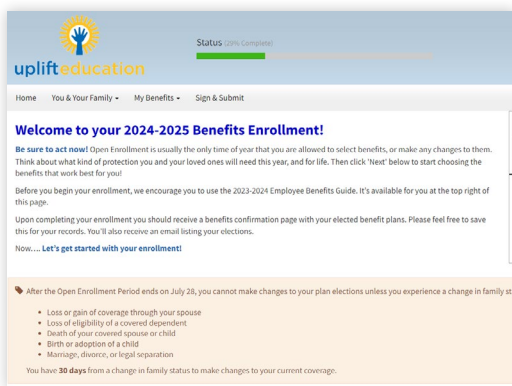 uplifteducation
Status (29% Complete)
Home You & Your Family My Benefits Sign & Submit
Welcome to your 2024-2025 Benefits Enrollment!
Be sure to act now! Open Enrollment is usually the only time of year that you are allowed to select benefits, or make any changes to them.
Think about what kind of protection you and your loved ones will need this year, and for life. Then click 'Next' below to start choosing the
benefits that work best for you!
Before you begin your enrollment, we encourage you to use the 2023-2024 Employee Benefits Guide. It's available for you at the top right of
this page.
Upon completing your enrollment you should receive a benefits confirmation page with your elected benefit plans. Please feel free to save
this for your records. You'll also receive an email listing your elections.
Now.... Let's get started with your enrollment!
After the Open Enrollment Period ends on July 28, you cannot make changes to your plan elections unless you experience a change in family st
Loss or gain of coverage through your spouse
Loss of eligibility of a covered dependent
Death of your covered spouse or child
Birth or adoption of a child
Marriage, divorce, or legal separation
You have 30 days from a change in family status to make changes to your current coverage.